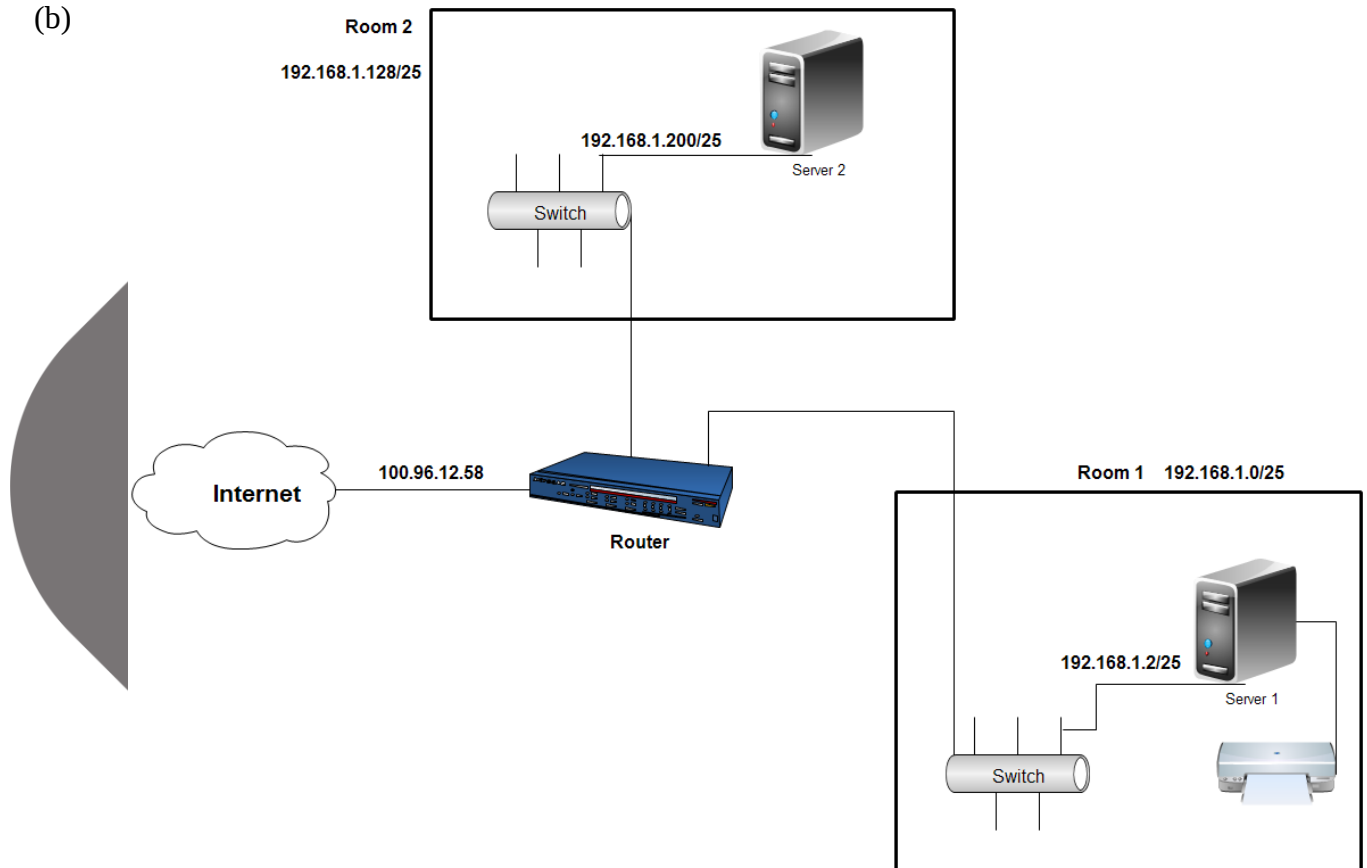 (b)
Room 2
192.168.1.128/25
192.168.1.200/25
Server 2
Switch
Internet
100.96.12.58
Router
Room 1 192.168.1.0/25
192.168.1.2/25
Server 1
Switch